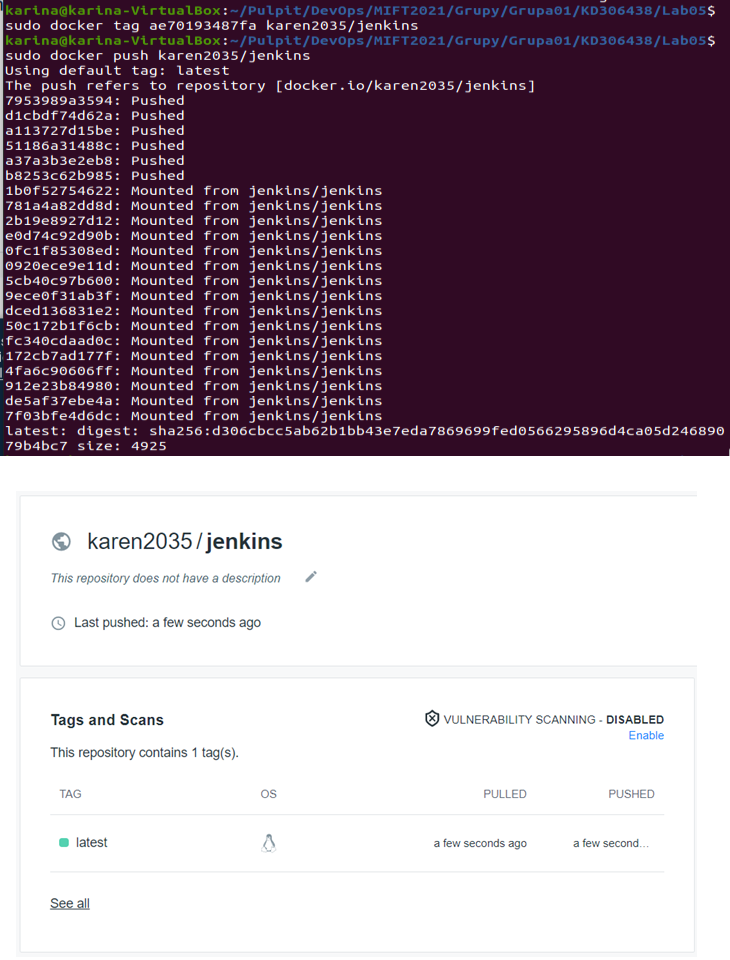 karina@karina-VirtualBox:~/Pulpit/DevOps/MIFT2021/Grupy/Grupa01/KD306438/Lab05$
sudo docker tag ae70193487fa karen2035/jenkins
karina@karina-VirtualBox:~/Pulpit/DevOps/MIFT2021/Grupy/Grupa01/KD306438/Lab05$
sudo docker push karen2035/jenkins
Using default tag: latest
The push refers to repository [docker.io/karen2035/jenkins]
7953989a3594: Pushed
d1cbdf74d62a: Pushed
a113727d15be: Pushed
51186a31488c: Pushed
a37a3b3e2eb8: Pushed
b8253c62b985: Pushed
1b0f52754622: Mounted from jenkins/jenkins
781a4a82dd8d: Mounted from jenkins/jenkins
2b19e8927d12: Mounted from jenkins/jenkins
e0d74c92d90b: Mounted from jenkins/jenkins
0fc1f85308ed: Mounted from jenkins/jenkins
0920ece9e11d: Mounted from jenkins/jenkins
5cb40c97b600: Mounted from jenkins/jenkins
9ece0f31ab3f: Mounted from jenkins/jenkins
dced136831e2: Mounted from jenkins/jenkins
50c172b1f6cb: Mounted from jenkins/jenkins
fc340cdaad0c: Mounted from jenkins/jenkins
172cb7ad177f: Mounted from jenkins/jenkins
4fa6c90606ff: Mounted from jenkins/jenkins
912e23b84980: Mounted from jenkins/jenkins
de5af37ebe4a: Mounted from jenkins/jenkins
7f03bfe4d6dc: Mounted from jenkins/jenkins
latest: digest: sha256:d306cbcc5ab62b1bb43e7eda7869699fed0566295896d4ca05d246890
79b4bc7 size: 4925
karen2035/jenkins
This repository does not have a description
Last pushed: a few seconds ago
Tags and Scans
VULNERABILITY SCANNING - DISABLED
Enable
This repository contains 1 tag(s).
TAG OS PULLED PUSHED
latest a few seconds ago a few second...
See all